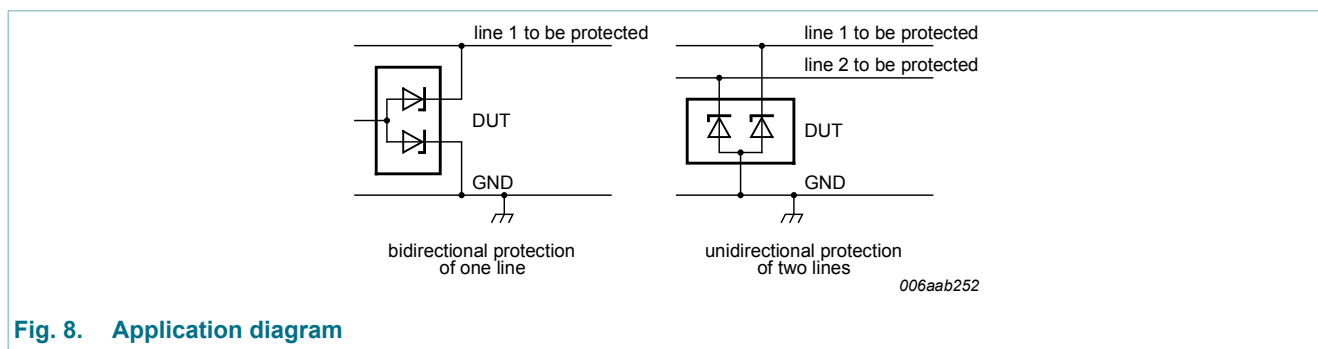 line 1 to be protected
DUT
GND
bidirectional protection
of one line
line 1 to be protected
line 2 to be protected
DUT
GND
unidirectional protection
of two lines
006aab252
Fig. 8. Application diagram